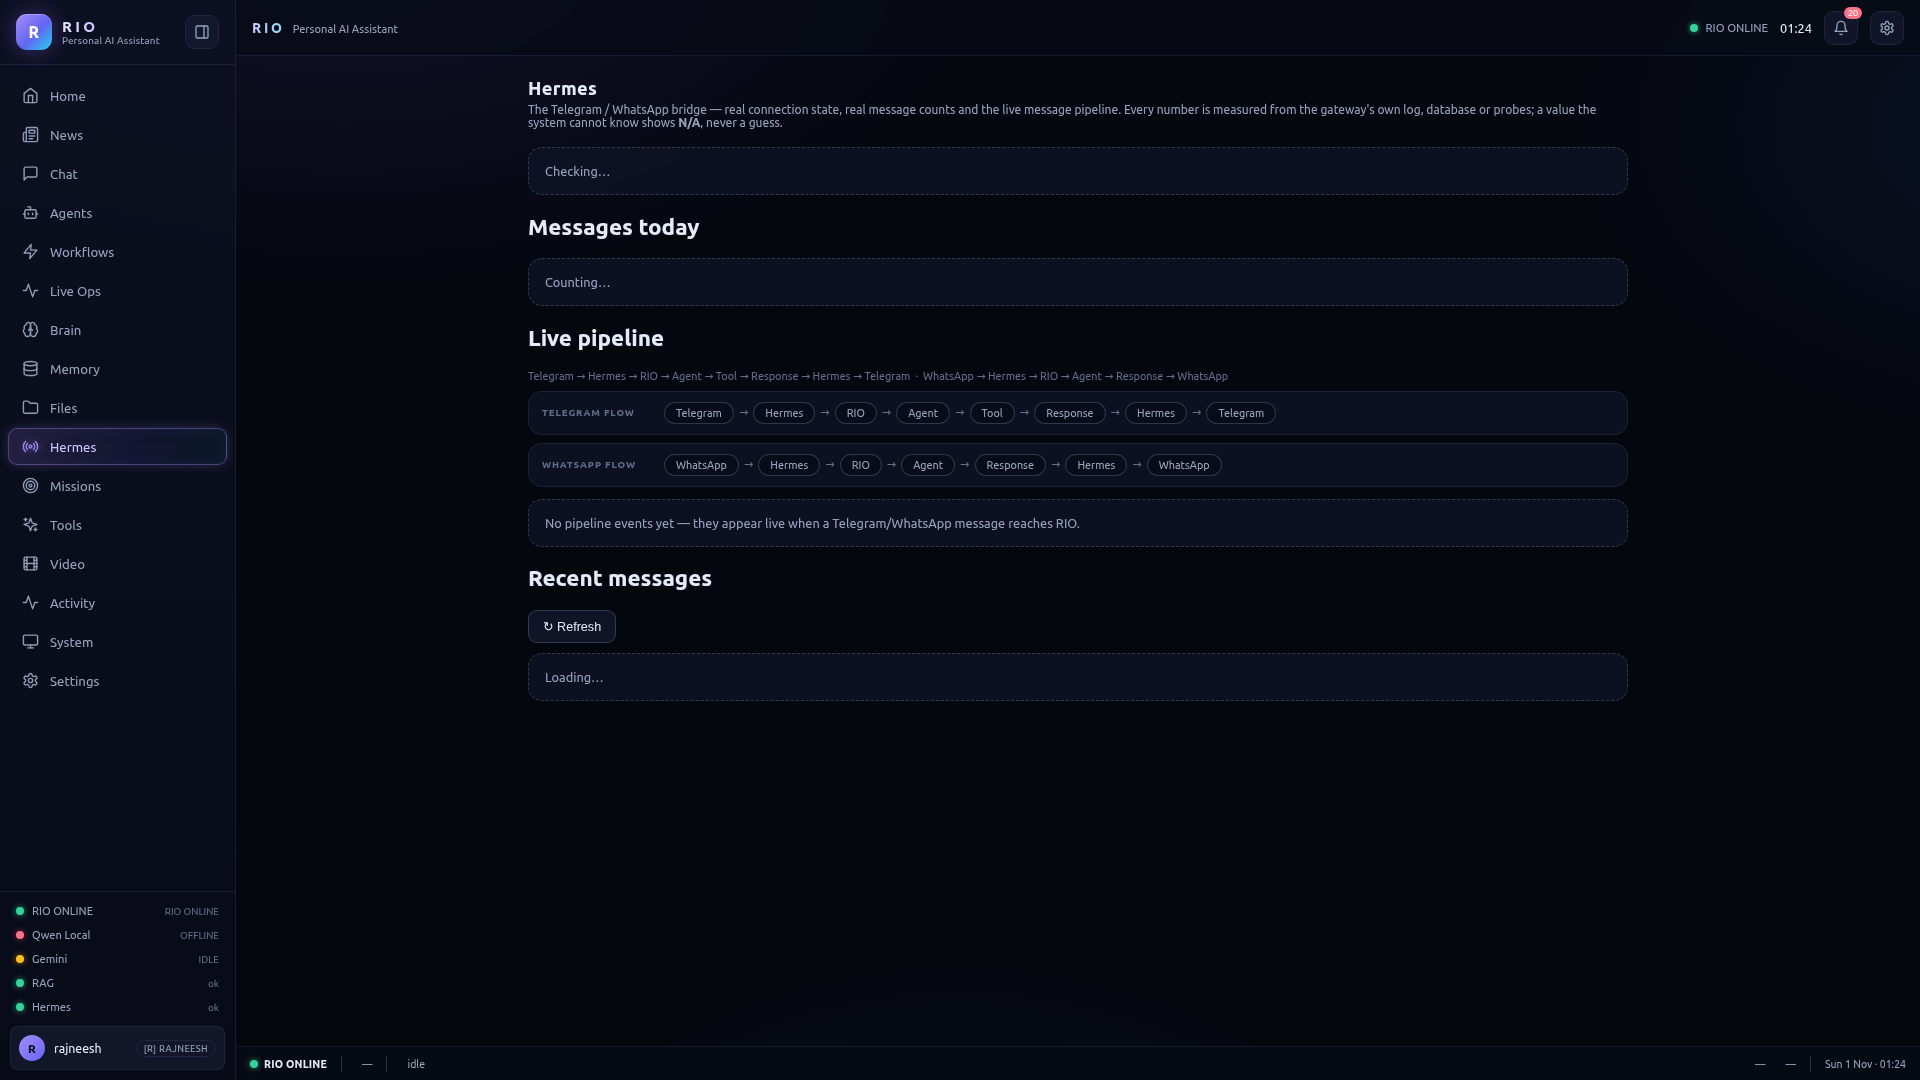 R
RIO
Personal AI Assistant
Home
News
Chat
Agents
Workflows
Live Ops
Brain
Memory
Files
Hermes
Missions
Tools
Video
Activity
System
Settings
RIO ONLINE RIO ONLINE
Qwen Local OFFLINE
Gemini IDLE
RAG ok
Hermes ok
R rajneesh [R] RAJNEESH
RIO Personal AI Assistant
RIO ONLINE 01:24 20
Hermes
The Telegram / WhatsApp bridge — real connection state, real message counts and the live message pipeline. Every number is measured from the gateway's own log, database or probes; a value the
system cannot know shows N/A, never a guess.
Checking…
Messages today
Counting…
Live pipeline
Telegram → Hermes → RIO → Agent → Tool → Response → Hermes → Telegram · WhatsApp → Hermes → RIO → Agent → Response → WhatsApp
TELEGRAM FLOW Telegram → Hermes → RIO → Agent → Tool → Response → Hermes → Telegram
WHATSAPP FLOW WhatsApp → Hermes → RIO → Agent → Response → Hermes → WhatsApp
No pipeline events yet — they appear live when a Telegram/WhatsApp message reaches RIO.
Recent messages
↻ Refresh
Loading…
RIO ONLINE — idle — — Sun 1 Nov · 01:24